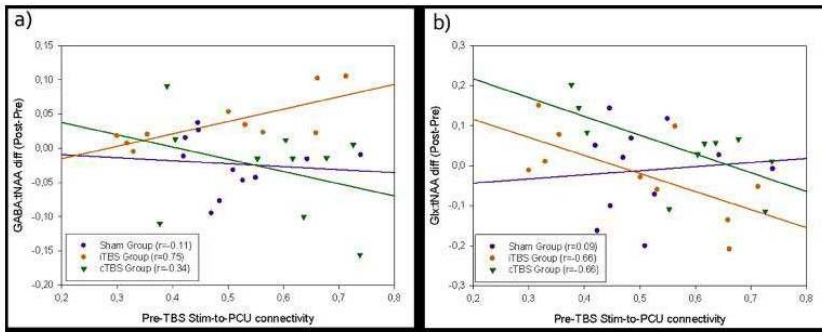 a)
GABA:tNAA diff (Post-Pre)
0,15
0,10
0,05
0,00
-0,05
-0,10
-0,15
-0,20
Sham Group (r=-0.11)
iTBS Group (r=0.75)
cTBS Group (r=-0.34)
0,2 0,3 0,4 0,5 0,6 0,7 0,8
Pre-TBS Stim-to-PCU connectivity
b)
Glx:tNAA diff (Post-Pre)
0,3
0,2
0,1
0,0
-0,1
-0,2
-0,3
Sham Group (r=0.09)
iTBS Group (r=-0.66)
cTBS Group (r=-0.66)
0,2 0,3 0,4 0,5 0,6 0,7 0,8
Pre-TBS Stim-to-PCU connectivity